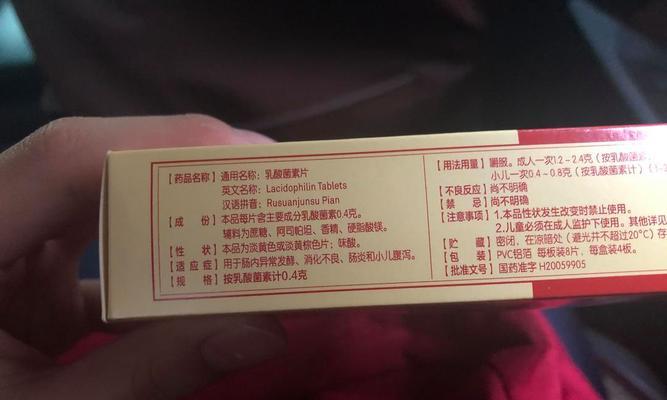 【药品名称】通用名称：乳酸菌素片
英文名称：Lacidophilin Tablets
汉语拼音：Rusuanjunsu Pian
【成 份】本品每片含主要成分乳酸菌素0.4克。
辅料为蔗糖、阿司帕坦、香精、硬脂酸镁。
【性 状】本品为淡黄色或淡黄棕色片；味酸。
【适应症】用于肠内异常发酵、消化不良、肠炎和小儿腹泻。
【规 格】按乳酸菌素计0.4克
【用法用量】嚼服。成人一次1.2～2.4克（按乳酸菌素
小儿一次0.4～0.8克（按乳酸菌素计）
【不良反应】尚不明确
【禁 忌】尚不明确
【注意事项】1.本品性状发生改变时禁止使用。
2.儿童必须在成人监护下使用。其他详见
【贮 藏】密闭，在凉暗处（避光并不超过20°C）存
【包 装】PVC铝箔 每板装8片，每盒装4板。
【批准文号】国药准字 H20059905